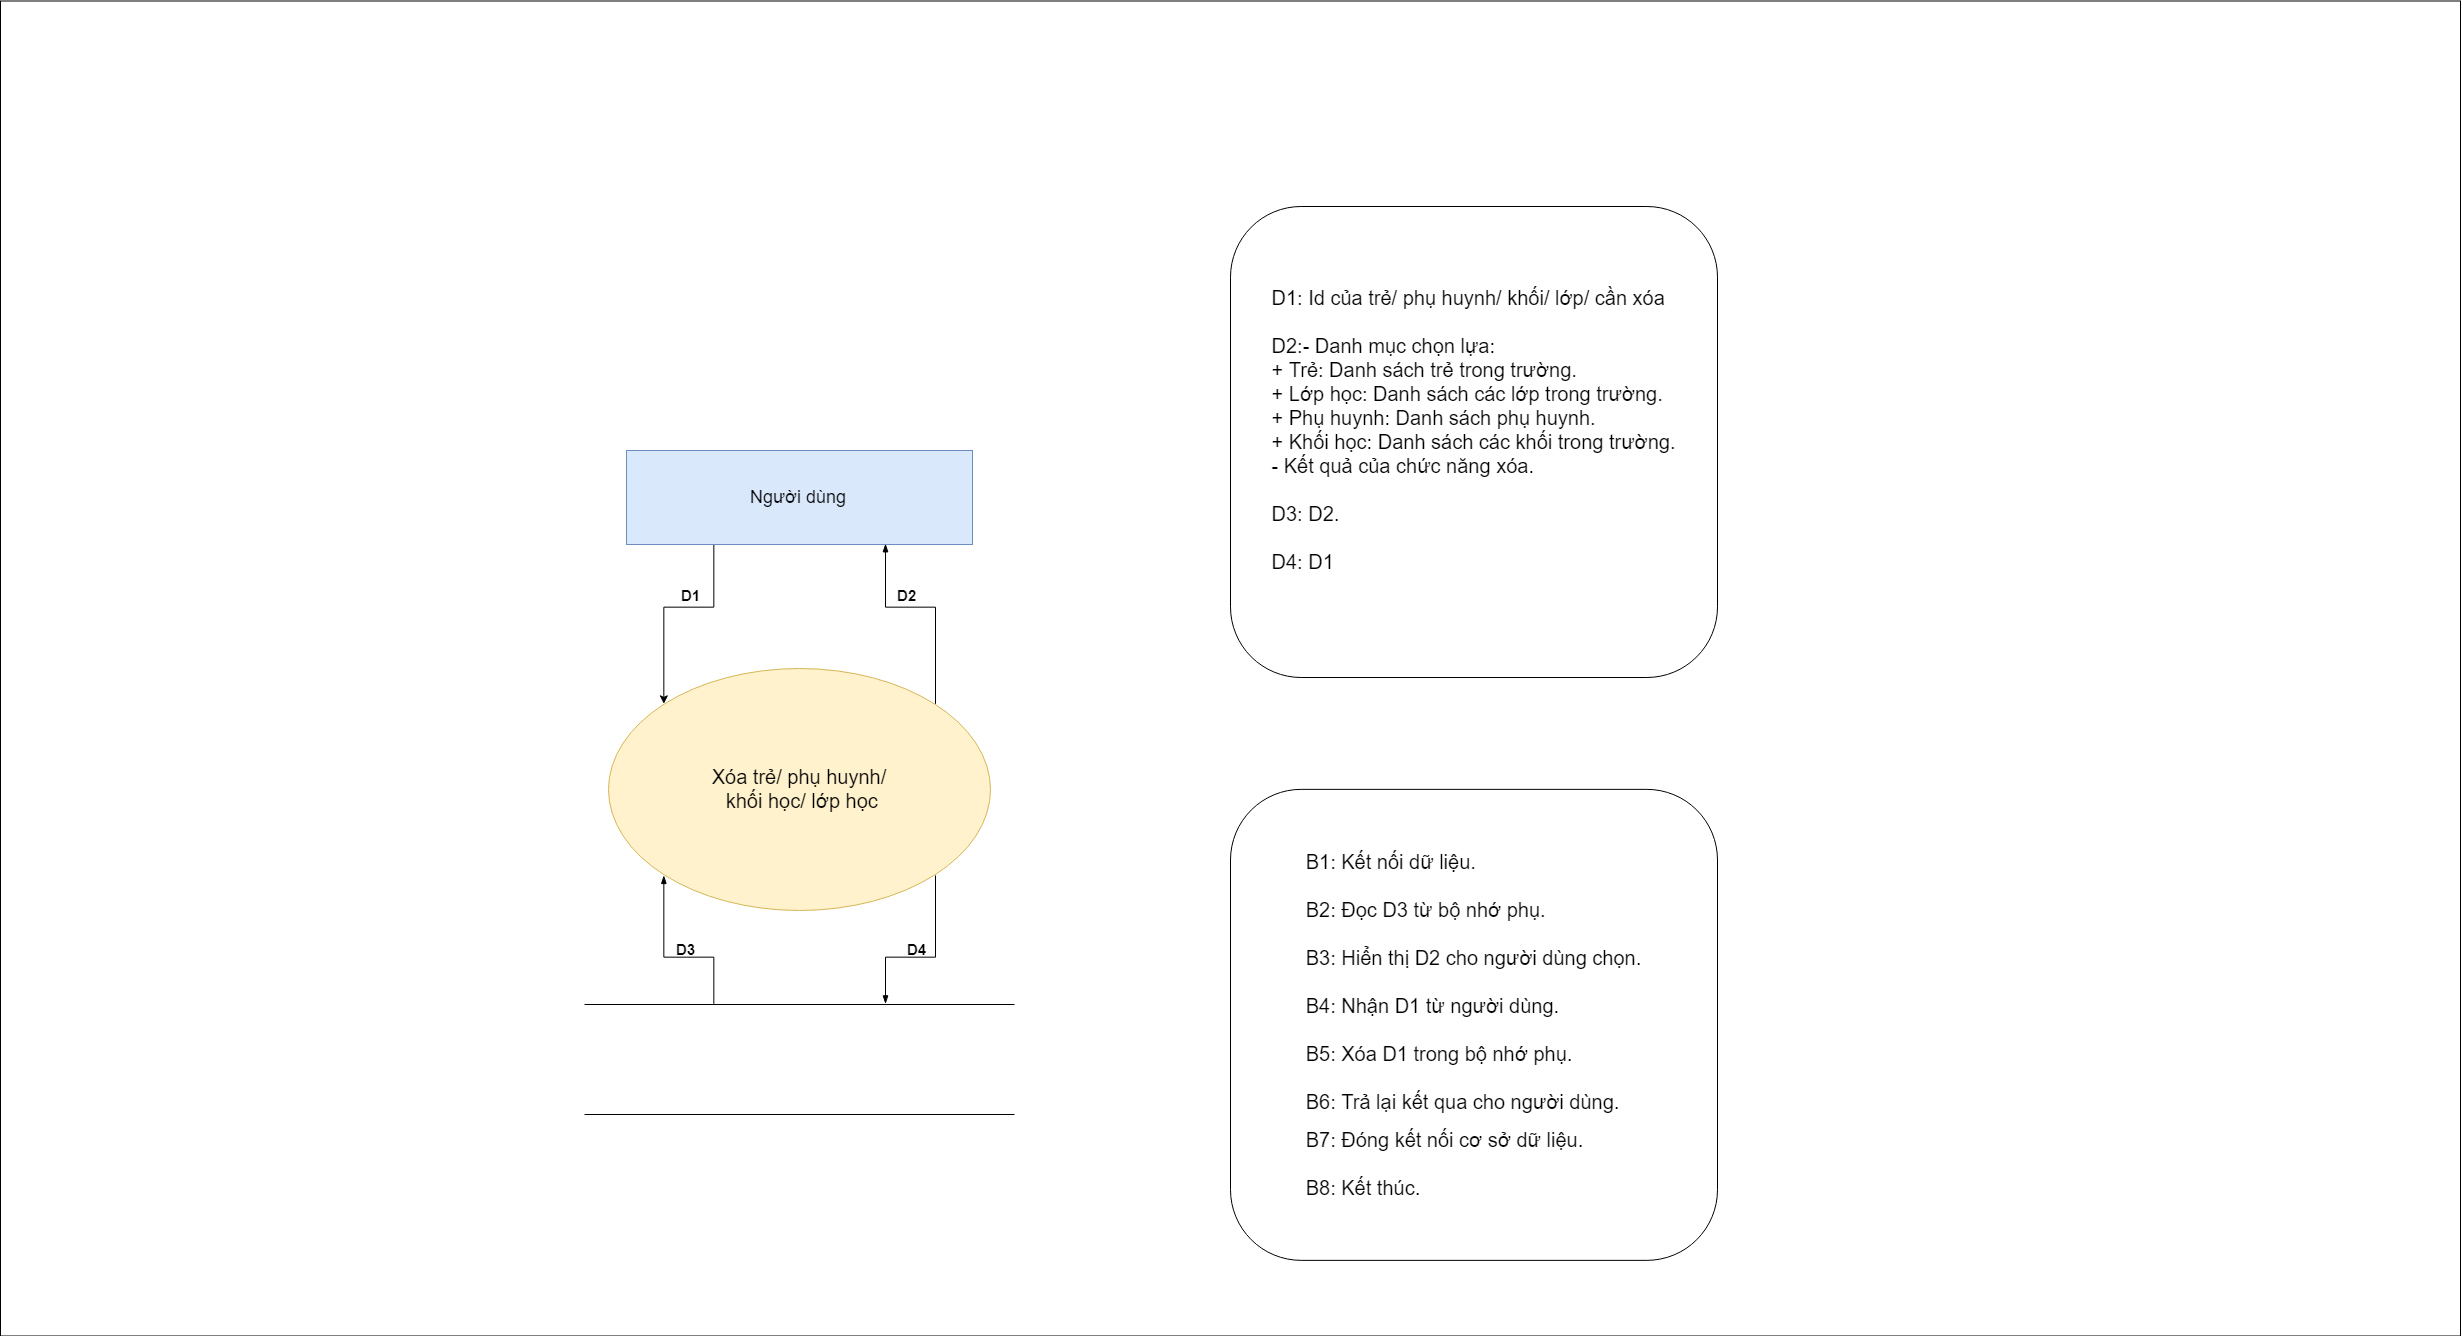 Người dùng
D1
D2
Xóa trẻ/ phụ huynh/
khối học/ lớp học
D3
D4
D1: Id của trẻ/ phụ huynh/ khối/ lớp/ cần xóa
D2:- Danh mục chọn lựa:
+ Trẻ: Danh sách trẻ trong trường.
+ Lớp học: Danh sách các lớp trong trường.
+ Phụ huynh: Danh sách phụ huynh.
+ Khối học: Danh sách các khối trong trường.
- Kết quả của chức năng xóa.
D3: D2.
D4: D1
B1: Kết nối dữ liệu.
B2: Đọc D3 từ bộ nhớ phụ.
B3: Hiển thị D2 cho người dùng chọn.
B4: Nhận D1 từ người dùng.
B5: Xóa D1 trong bộ nhớ phụ.
B6: Trả lại kết qua cho người dùng.
B7: Đóng kết nối cơ sở dữ liệu.
B8: Kết thúc.